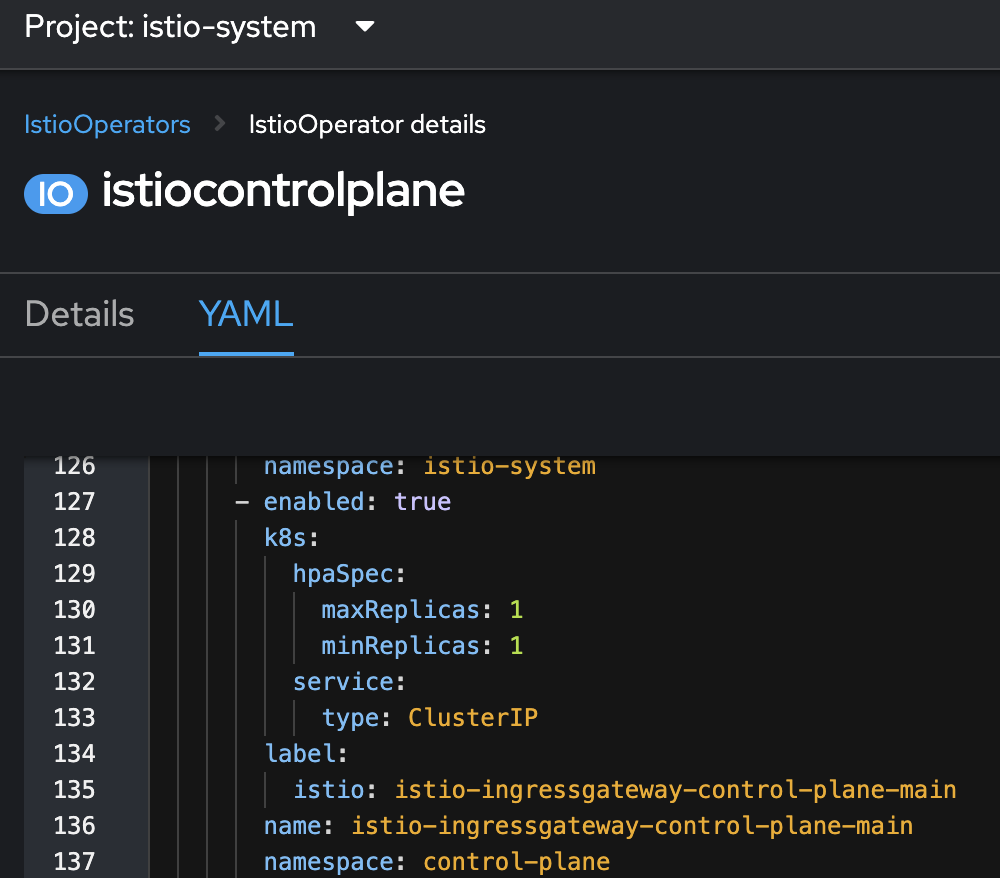 Project: istio-system
IstioOperators > IstioOperator details
IO istiocontrolplane
Details YAML
126 namespace: istio-system
127 - enabled: true
128 k8s:
129 hpaSpec:
130 maxReplicas: 1
131 minReplicas: 1
132 service:
133 type: ClusterIP
134 label:
135 istio: istio-ingressgateway-control-plane-main
136 name: istio-ingressgateway-control-plane-main
137 namespace: control-plane